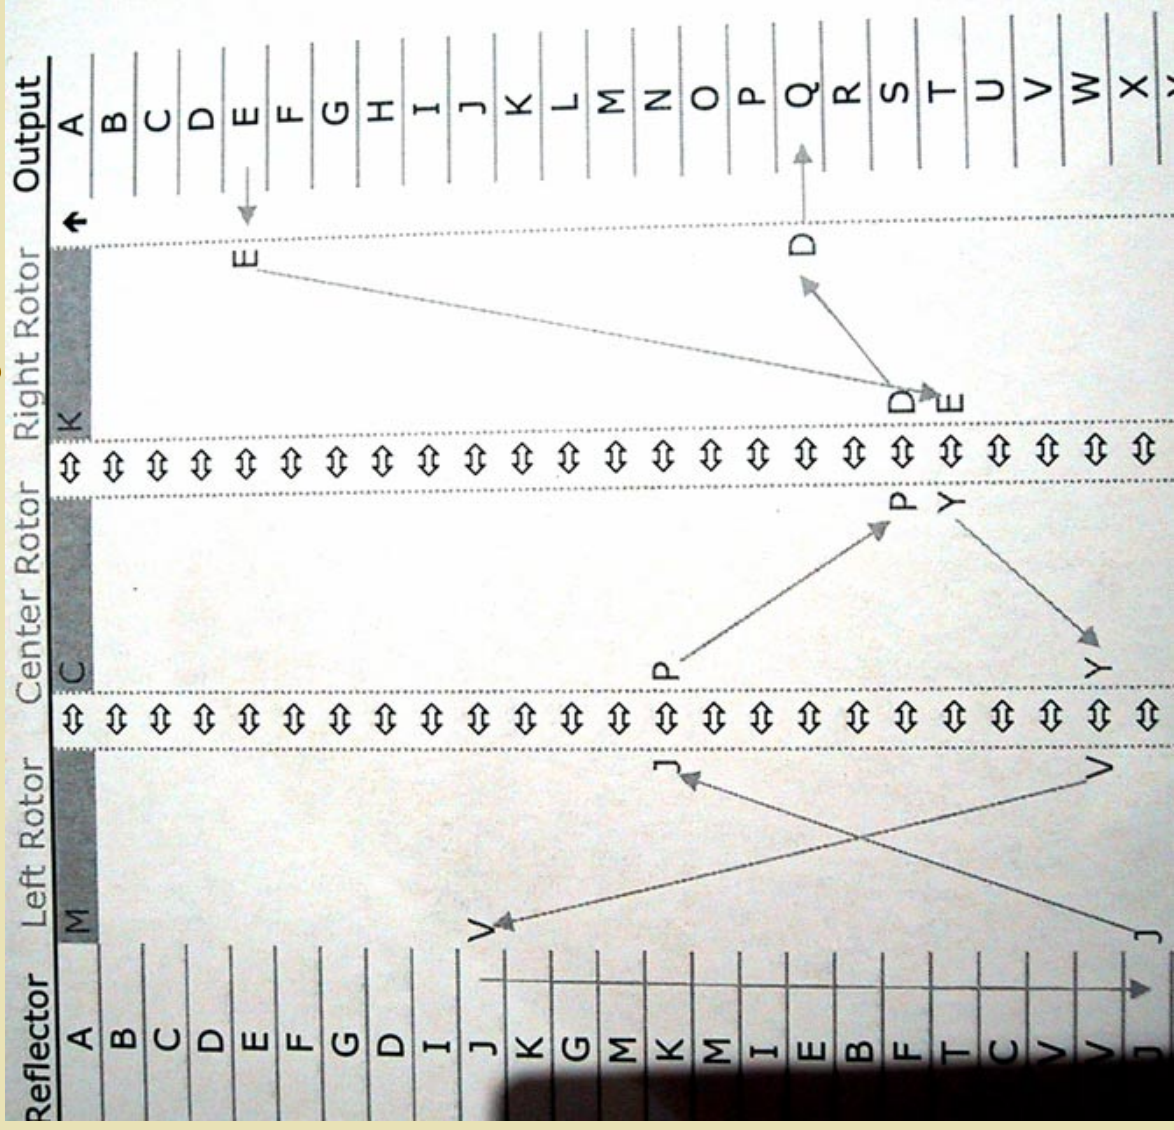 Reflector Left Rotor Center Rotor Right Rotor Output
A M ⇔ C ⇔ K ↑ A
B ⇔ ⇔ B
C ⇔ ⇔ C
D ⇔ ⇔ D
E ⇔ ⇔ E E
F ⇔ ⇔ F
G ⇔ ⇔ G
D ⇔ ⇔ H
I ⇔ ⇔ I
J V ⇔ ⇔ J
K ⇔ ⇔ K
G ⇔ ⇔ L
M ⇔ ⇔ M
K J ⇔ P ⇔ N
M ⇔ ⇔ O
I ⇔ ⇔ P
E ⇔ ⇔ D Q
B ⇔ ⇔ R
F ⇔ P ⇔ D S
T ⇔ Y ⇔ E T
C ⇔ ⇔ U
V ⇔ ⇔ V
V V ⇔ Y ⇔ W
J J ⇔ ⇔ X